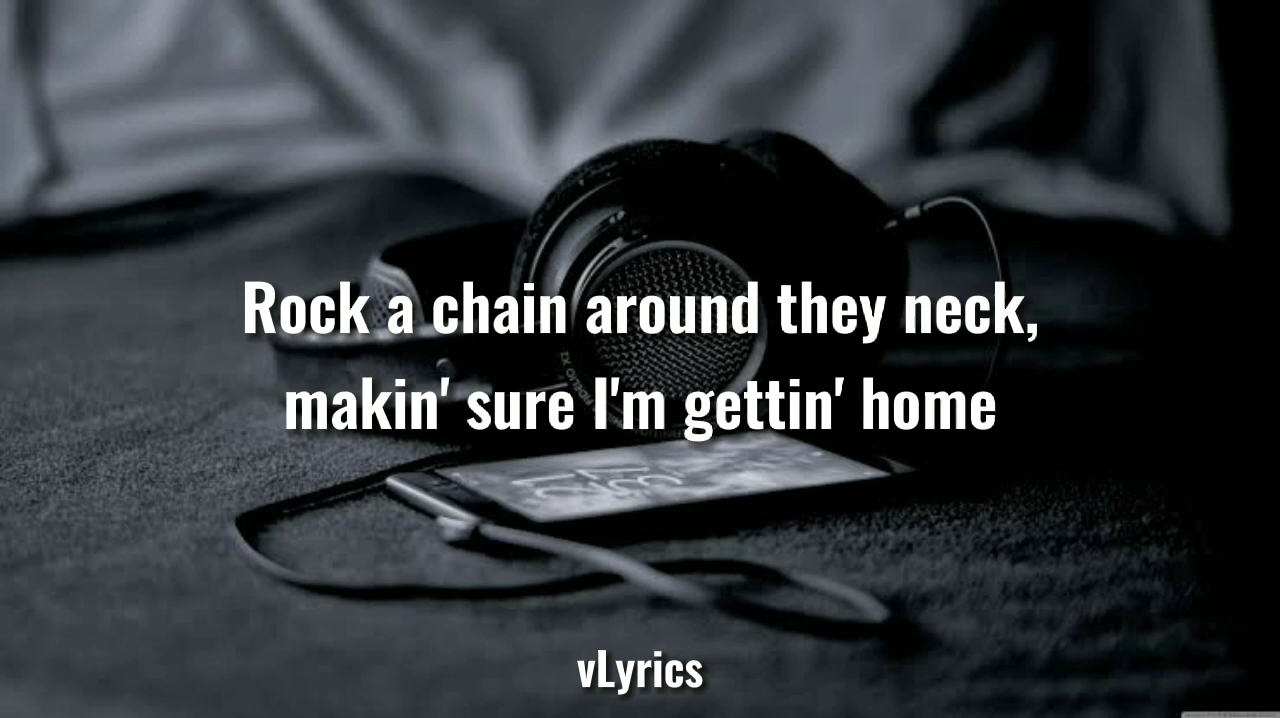 Rock a chain around they neck,
makin' sure I'm gettin' home
vLyrics